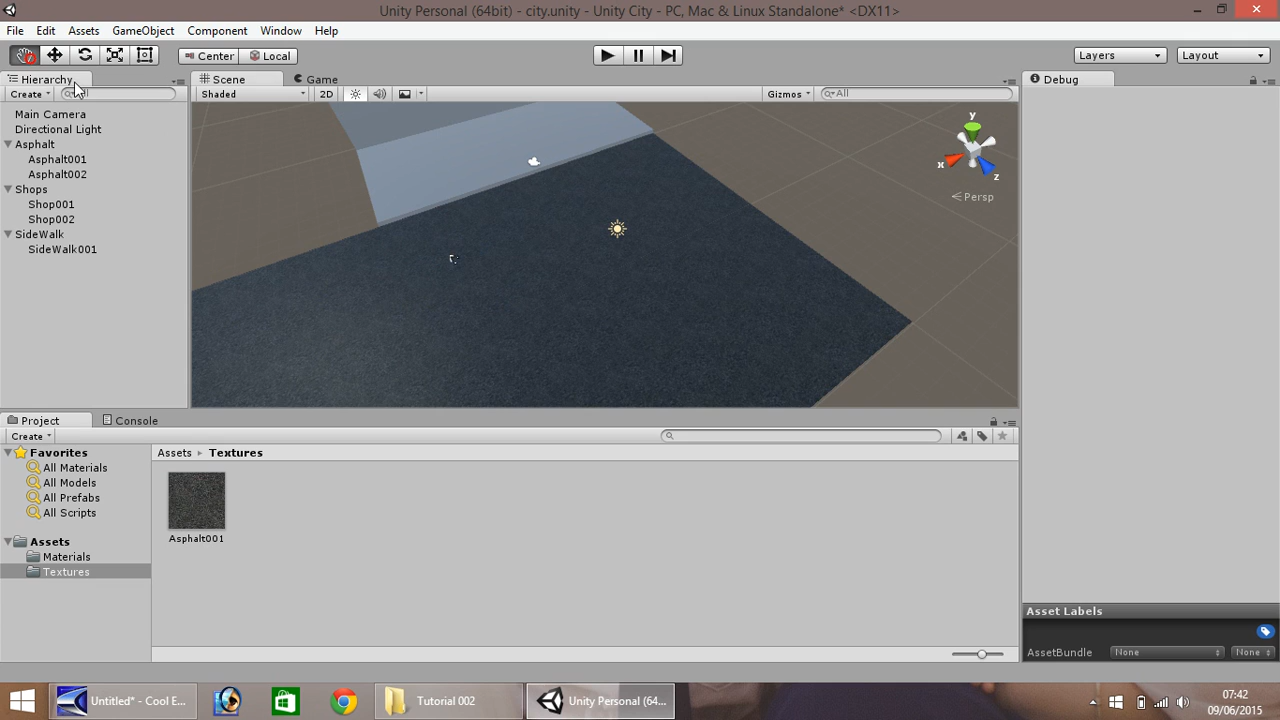 Unity Personal (64bit) - city.unity - Unity City - PC, Mac & Linux Standalone* <DX11>
File Edit Assets GameObject Component Window Help
Center Local Layers Layout
Hierarchy Scene Game Debug
Create All Shaded 2D Gizmos All
Main Camera
Directional Light
Asphalt
Asphalt001
Asphalt002
Shops
Shop001
Shop002
SideWalk
SideWalk001
y
x
z
Persp
Project Console
Create
Favorites
All Materials
All Models
All Prefabs
All Scripts
Assets
Materials
Textures
Assets Textures
Asphalt001
Asset Labels
AssetBundle None None
Untitled* - Cool E... Tutorial 002 Unity Personal (64...
07:42
09/06/2015